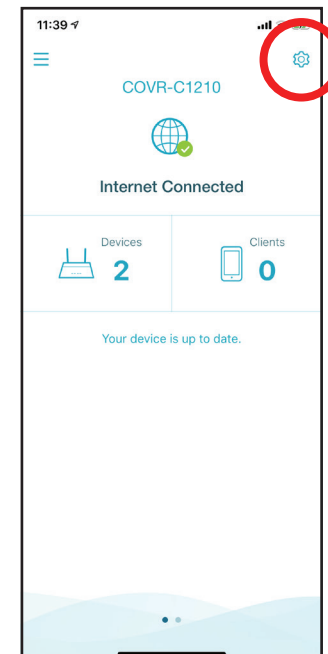 11:39
COVR-C1210
Internet Connected
Devices
2
Clients
0
Your device is up to date.